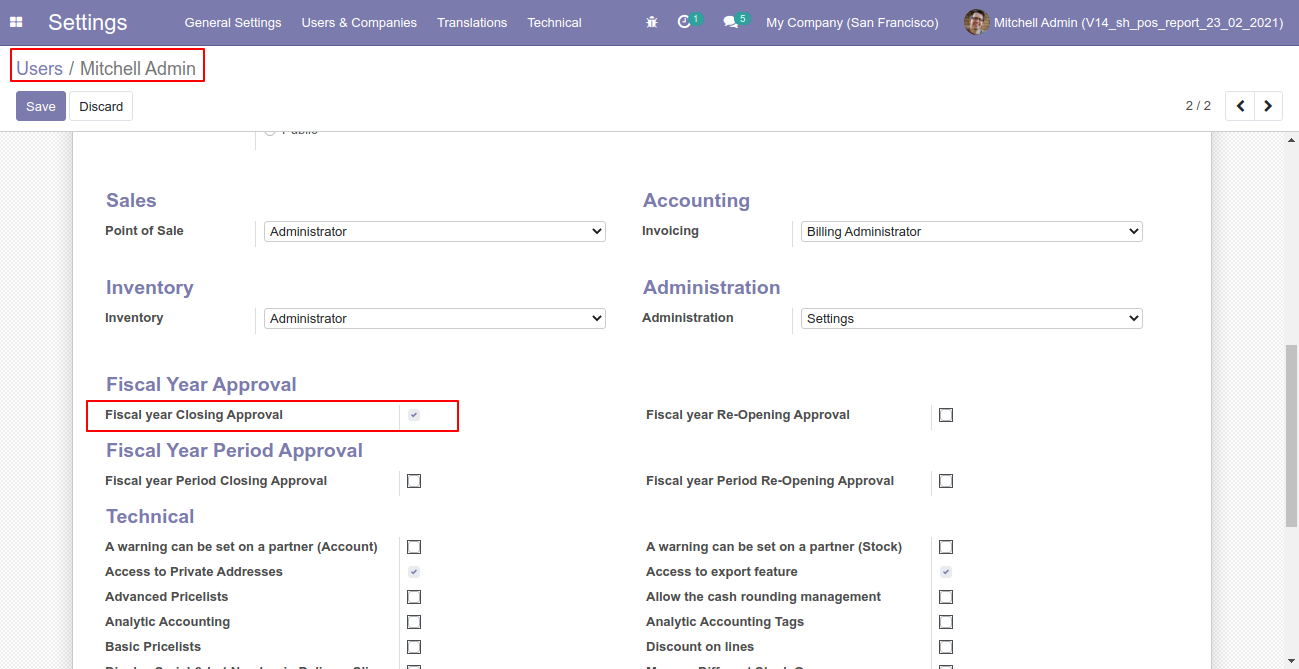 Settings General Settings Users & Companies Translations Technical 1 5 My Company (San Francisco) Mitchell Admin (V14_sh_pos_report_23_02_2021)
Users / Mitchell Admin
Save Discard 2 / 2
Public
Sales Accounting
Point of Sale Administrator Invoicing Billing Administrator
Inventory Administration
Inventory Administrator Administration Settings
Fiscal Year Approval
Fiscal year Closing Approval Fiscal year Re-Opening Approval
Fiscal Year Period Approval
Fiscal year Period Closing Approval Fiscal year Period Re-Opening Approval
Technical
A warning can be set on a partner (Account) A warning can be set on a partner (Stock)
Access to Private Addresses Access to export feature
Advanced Pricelists Allow the cash rounding management
Analytic Accounting Analytic Accounting Tags
Basic Pricelists Discount on lines